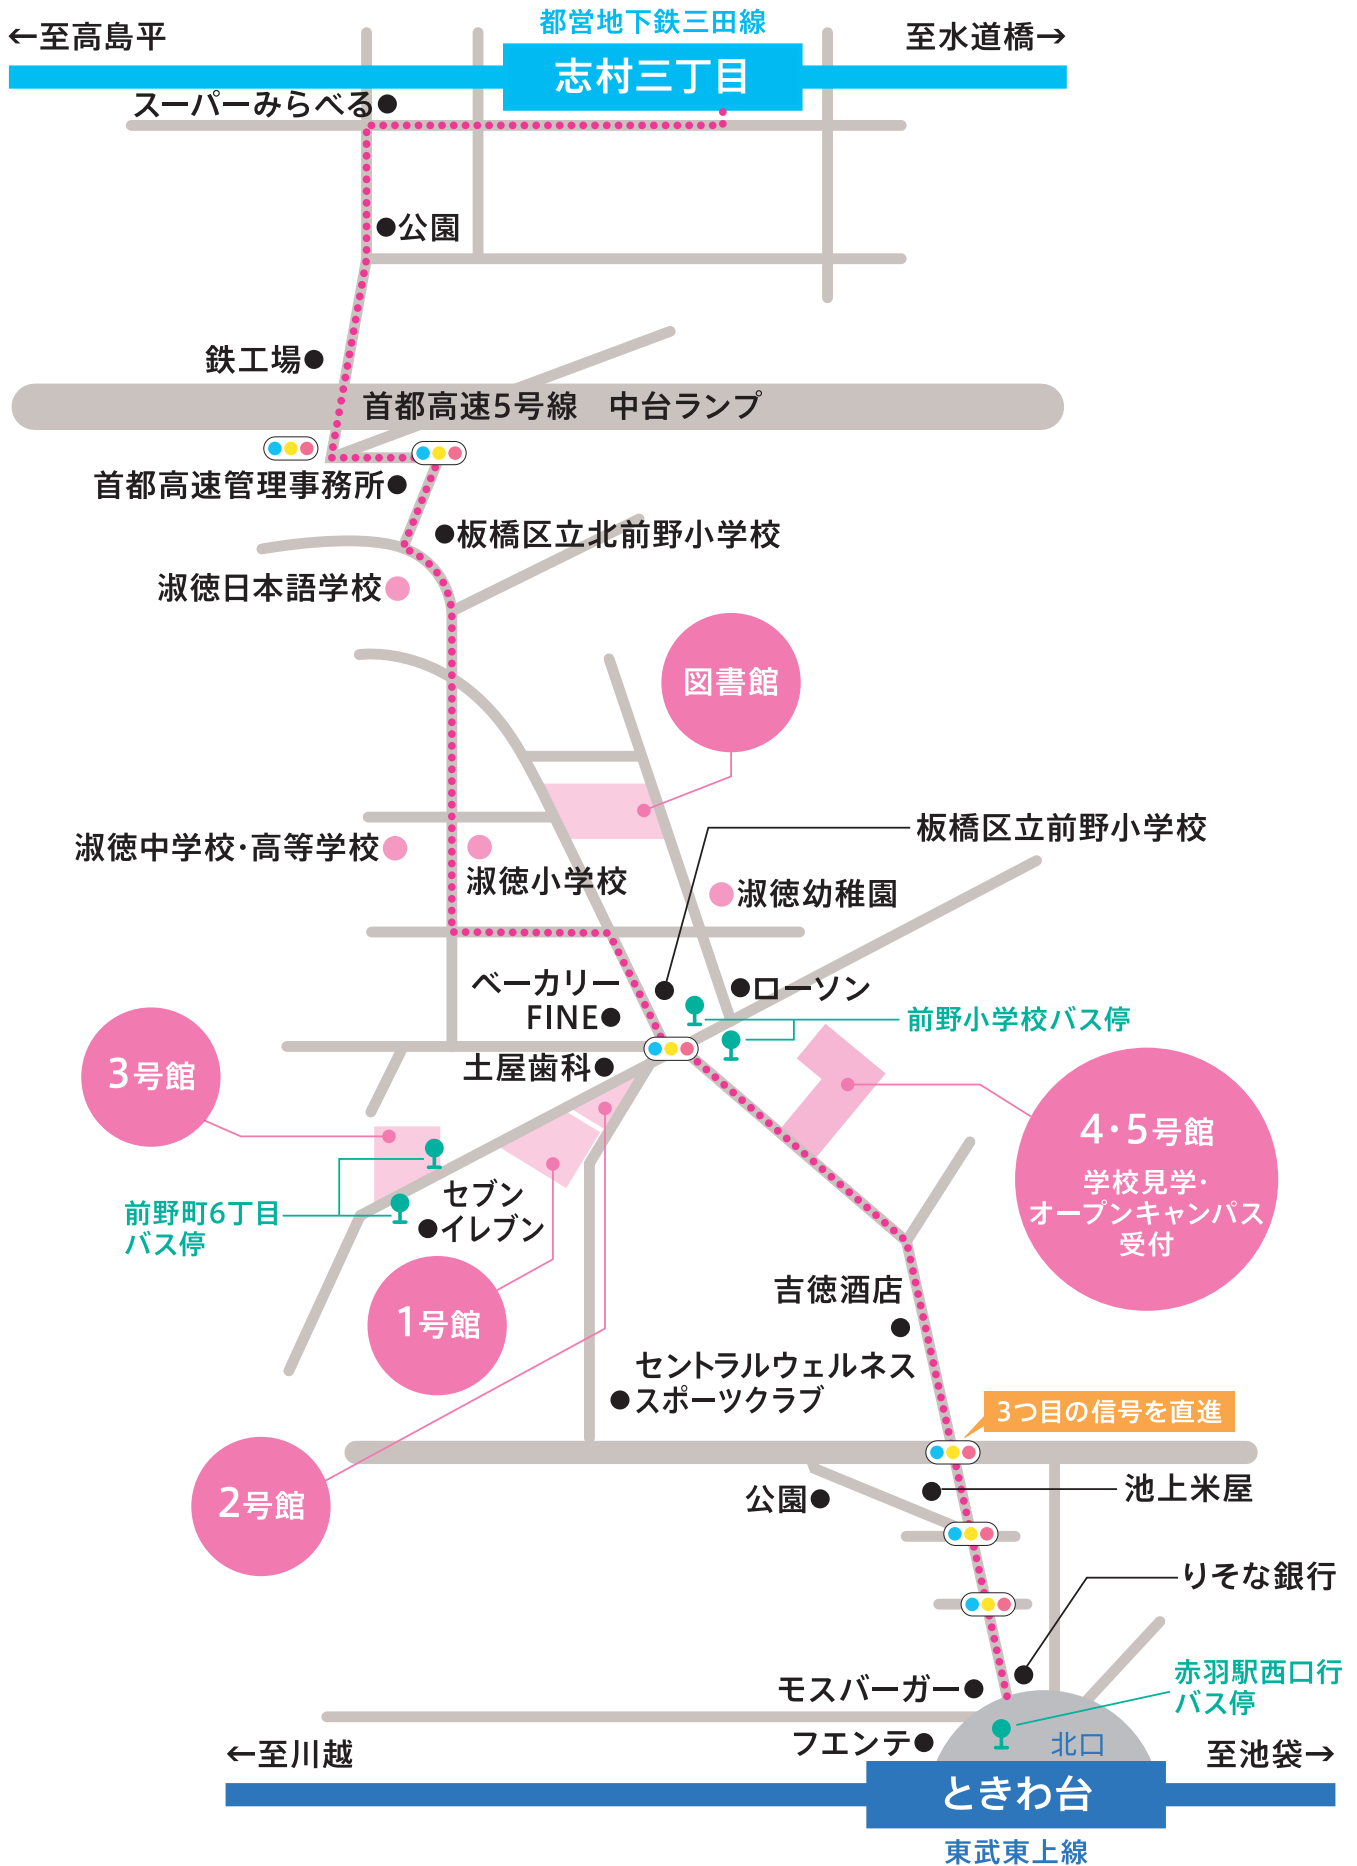 都営地下鉄三田線
←至高島平
至水道橋→
志村三丁目
スーパーみらべる
公園
鉄工場
首都高速5号線 中台ランプ
首都高速管理事務所
板橋区立北前野小学校
淑徳日本語学校
図書館
板橋区立前野小学校
淑徳中学校・高等学校
淑徳小学校
淑徳幼稚園
ベーカリー
FINE
ローソン
前野小学校バス停
土屋歯科
3号館
4・5号館
学校見学・
オープンキャンパス
受付
前野町6丁目
バス停
セブン
イレブン
吉徳酒店
1号館
セントラルウェルネス
スポーツクラブ
3つ目の信号を直進
2号館
公園
池上米屋
りそな銀行
赤羽駅西口行
バス停
モスバーガー
フエンテ
北口
←至川越
至池袋→
ときわ台
東武東上線